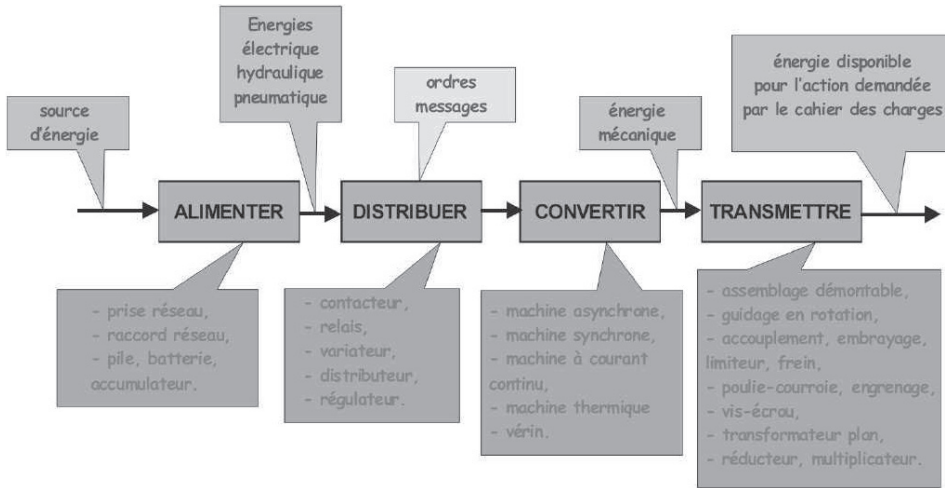 Energies
électrique
hydraulique
pneumatique
ordres
messages
énergie disponible
pour l'action demandée
par le cahier des charges
source
d'énergie
énergie
mécanique
ALIMENTER
DISTRIBUER
CONVERTIR
TRANSMETTRE
- prise réseau,
- raccord réseau,
- pile, batterie,
accumulateur.
- contacteur,
- relais,
- variateur,
- distributeur,
- régulateur.
- machine asynchrone,
- machine synchrone,
- machine à courant
continu,
- machine thermique
- vérin.
- assemblage démontable,
- guidage en rotation,
- accouplement, embrayage,
limiteur, frein,
- poulie-courroie, engrenage,
- vis-écrou,
- transformateur plan,
- réducteur, multiplicateur.